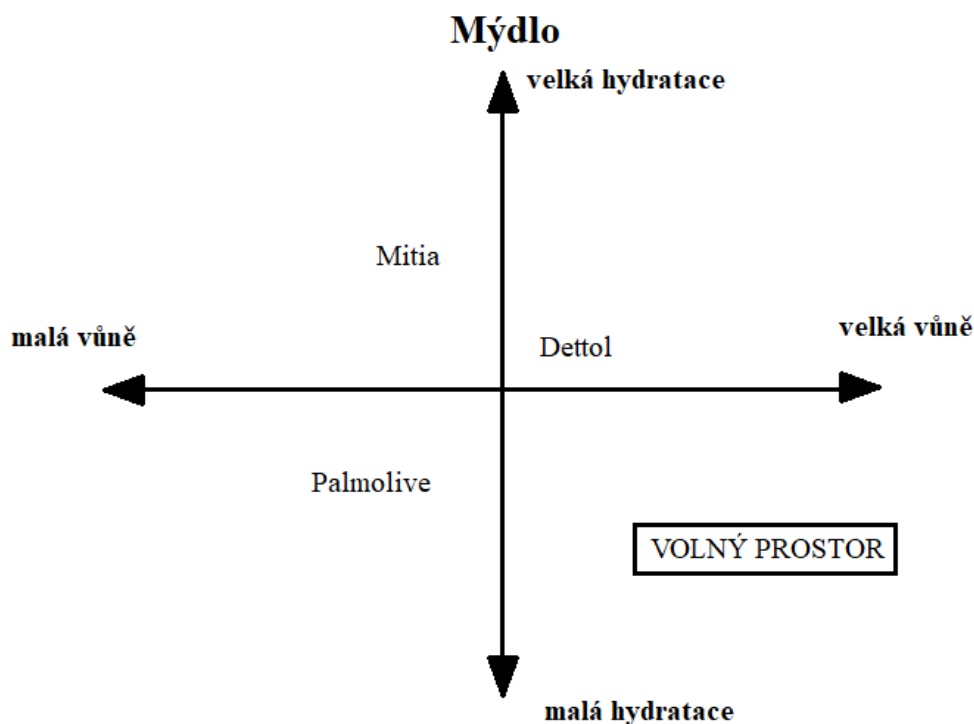 Mýdlo
velká hydratace
Mitia
malá vůně
velká vůně
Dettol
Palmolive
VOLNÝ PROSTOR
malá hydratace